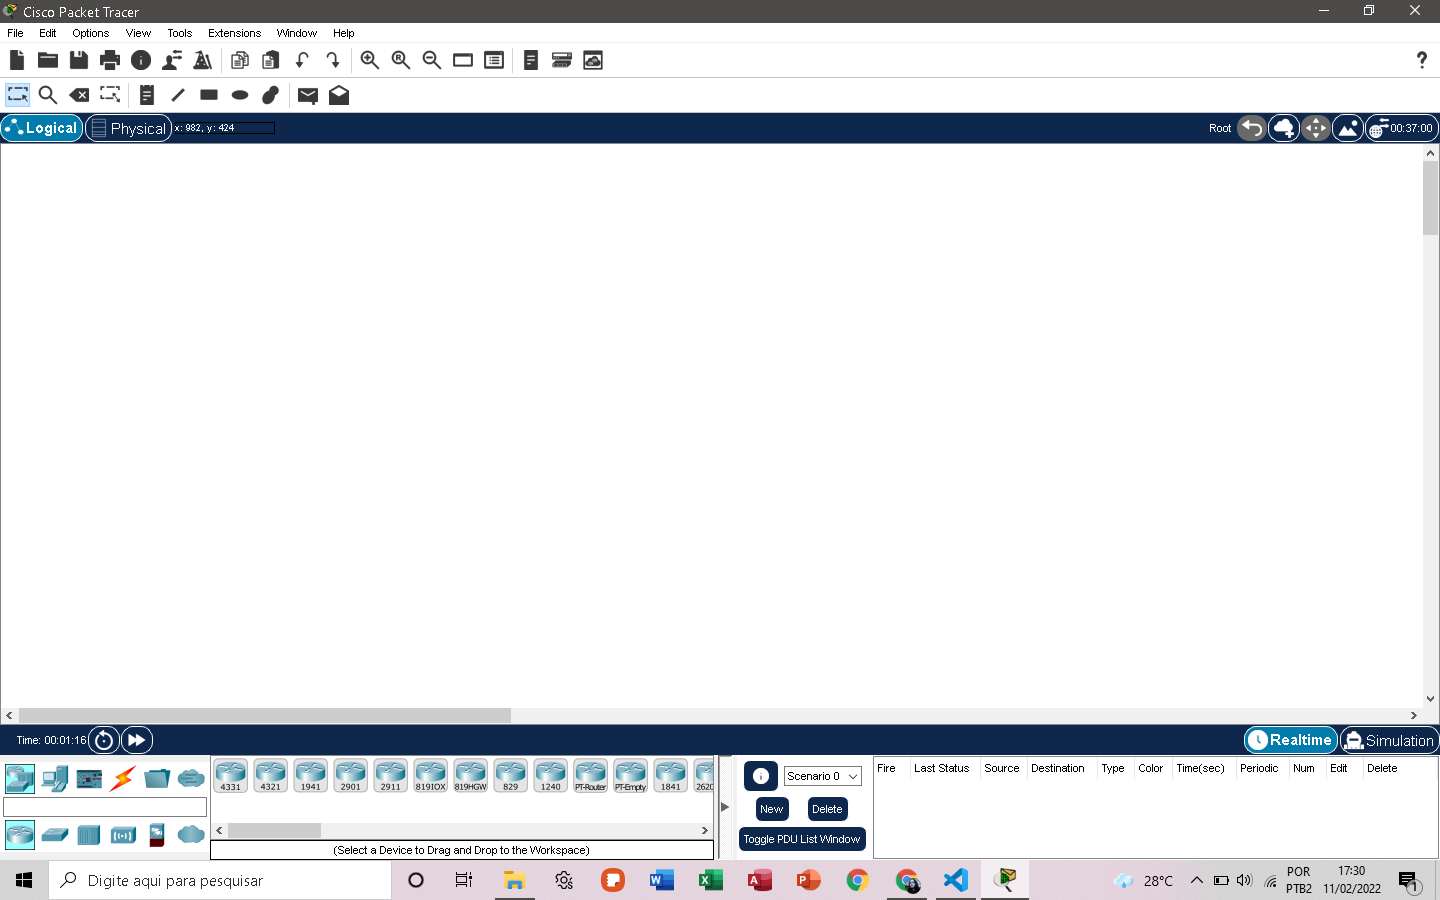 Cisco Packet Tracer
File Edit Options View Tools Extensions Window Help
?
Logical Physical x: 982, y: 424 Root 00:37:00
Time: 00:01:16 Realtime Simulation
4331 4321 1941 2901 2911 819IOX 819HGW 829 1240 PT-Router PT-Empty 1841 2620
(Select a Device to Drag and Drop to the Workspace)
Scenario 0
New Delete
Toggle PDU List Window
Fire Last Status Source Destination Type Color Time(sec) Periodic Num Edit Delete
Digite aqui para pesquisar
28°C
POR
PTB2
17:30
11/02/2022
1